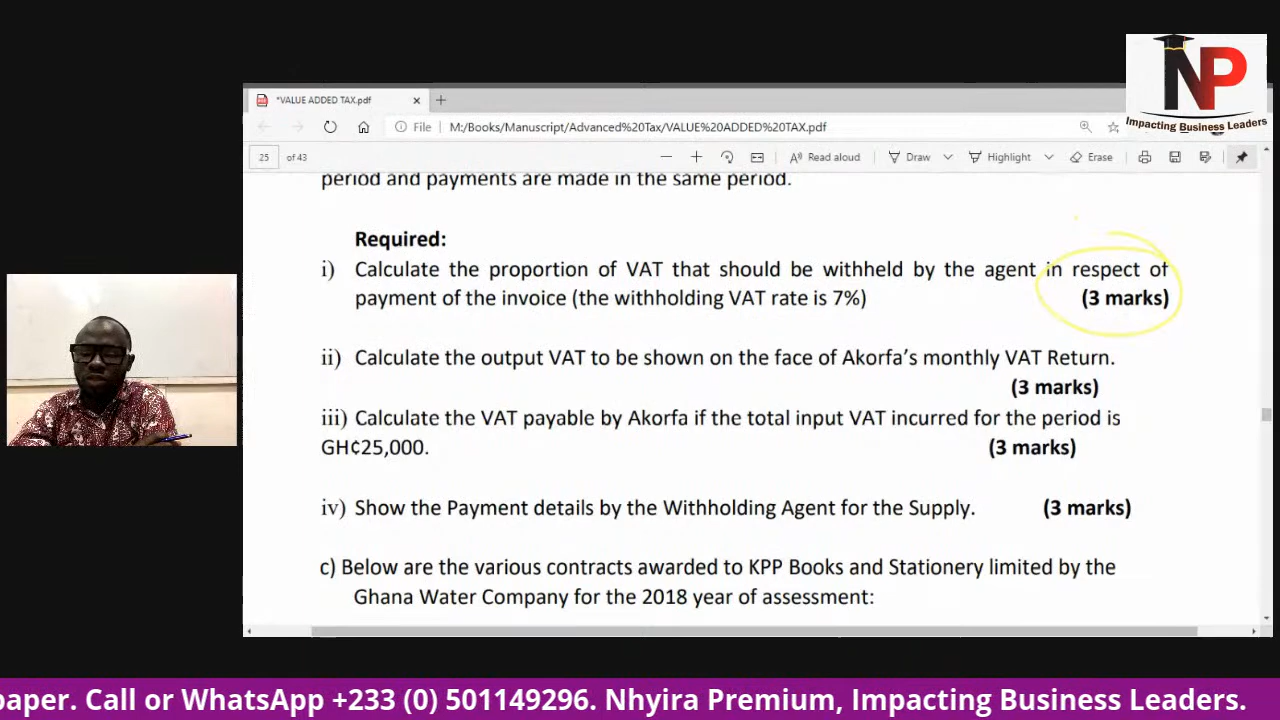 NP
Impacting Business Leaders
*VALUE ADDED TAX.pdf
File M:/Books/Manuscript/Advanced%20Tax/VALUE%20ADDED%20TAX.pdf
25 of 43 Read aloud Draw Highlight Erase
period and payments are made in the same period.
Required:
i) Calculate the proportion of VAT that should be withheld by the agent in respect of
payment of the invoice (the withholding VAT rate is 7%) (3 marks)
ii) Calculate the output VAT to be shown on the face of Akorfa’s monthly VAT Return.
(3 marks)
iii) Calculate the VAT payable by Akorfa if the total input VAT incurred for the period is
GH¢25,000. (3 marks)
iv) Show the Payment details by the Withholding Agent for the Supply. (3 marks)
c) Below are the various contracts awarded to KPP Books and Stationery limited by the
Ghana Water Company for the 2018 year of assessment:
paper. Call or WhatsApp +233 (0) 501149296. Nhyira Premium, Impacting Business Leaders.